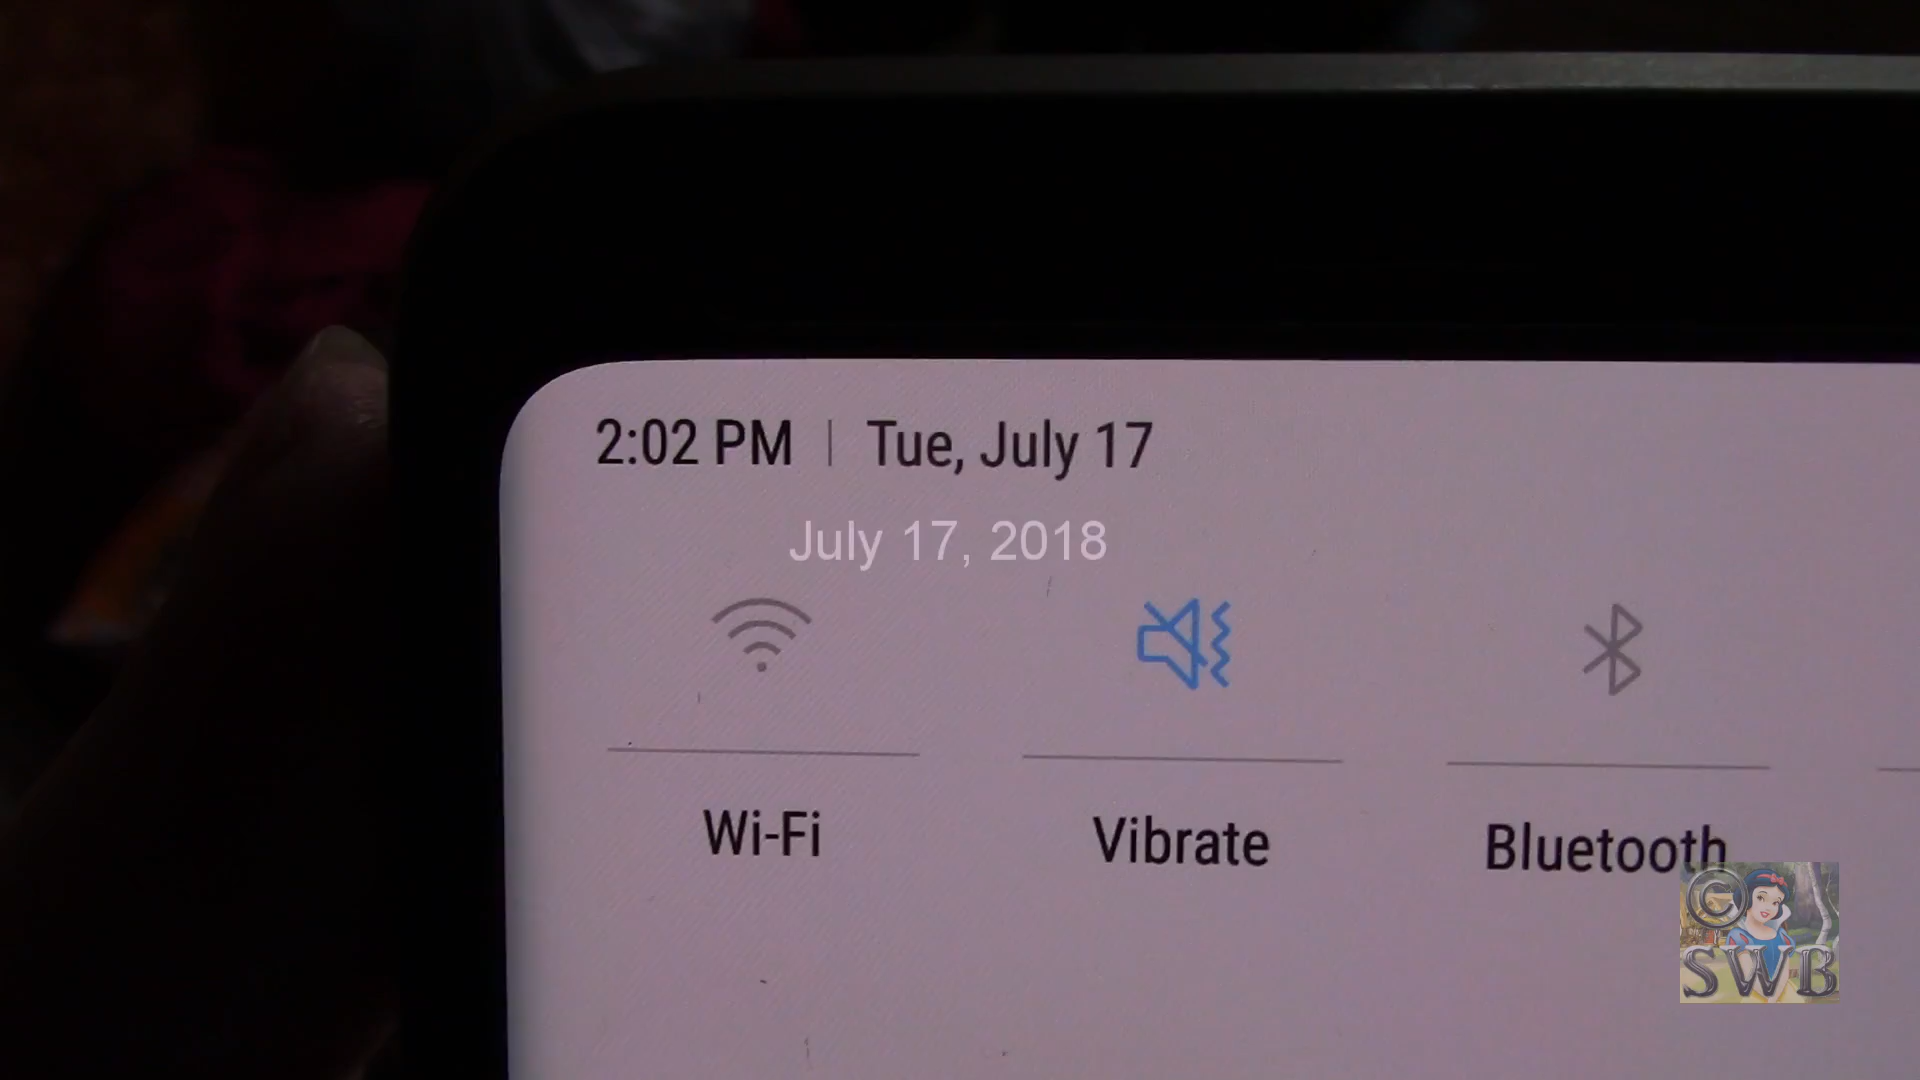 2:02 PM | Tue, July 17
July 17, 2018
Wi-Fi
Vibrate
Bluetooth
©
SWB